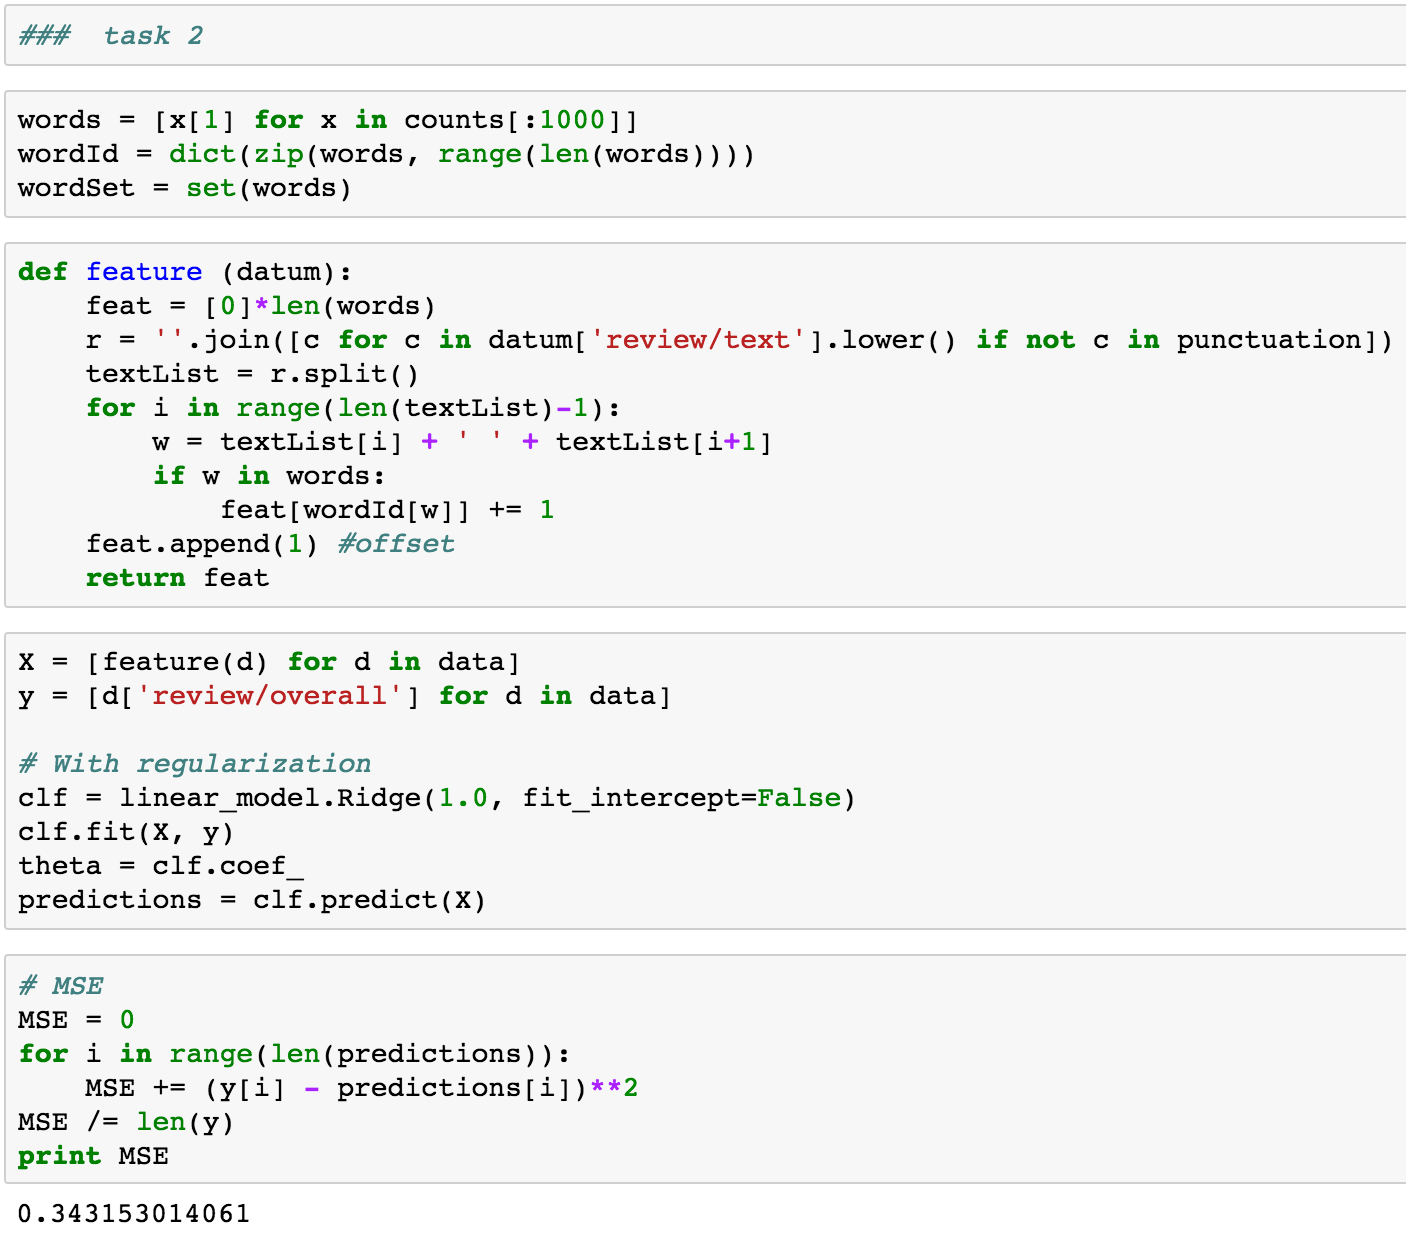 ###  task 2
words = [x[1] for x in counts[:1000]]
wordId = dict(zip(words, range(len(words))))
wordSet = set(words)
def feature (datum):
    feat = [0]*len(words)
    r = ''.join([c for c in datum['review/text'].lower() if not c in punctuation])
    textList = r.split()
    for i in range(len(textList)-1):
        w = textList[i] + ' ' + textList[i+1]
        if w in words:
            feat[wordId[w]] += 1
    feat.append(1) #offset
    return feat
X = [feature(d) for d in data]
y = [d['review/overall'] for d in data]
# With regularization
clf = linear_model.Ridge(1.0, fit_intercept=False)
clf.fit(X, y)
theta = clf.coef_
predictions = clf.predict(X)
# MSE
MSE = 0
for i in range(len(predictions)):
    MSE += (y[i] - predictions[i])**2
MSE /= len(y)
print MSE
0.343153014061